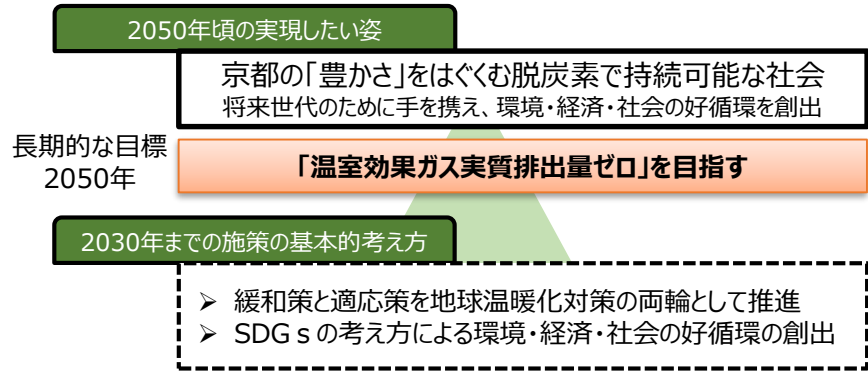 2050年頃の実現したい姿
京都の「豊かさ」をはぐくむ脱炭素で持続可能な社会
将来世代のために手を携え、環境・経済・社会の好循環を創出
長期的な目標
2050年
「温室効果ガス実質排出量ゼロ」を目指す
2030年までの施策の基本的考え方
➢ 緩和策と適応策を地球温暖化対策の両輪として推進
➢ SDGsの考え方による環境・経済・社会の好循環の創出